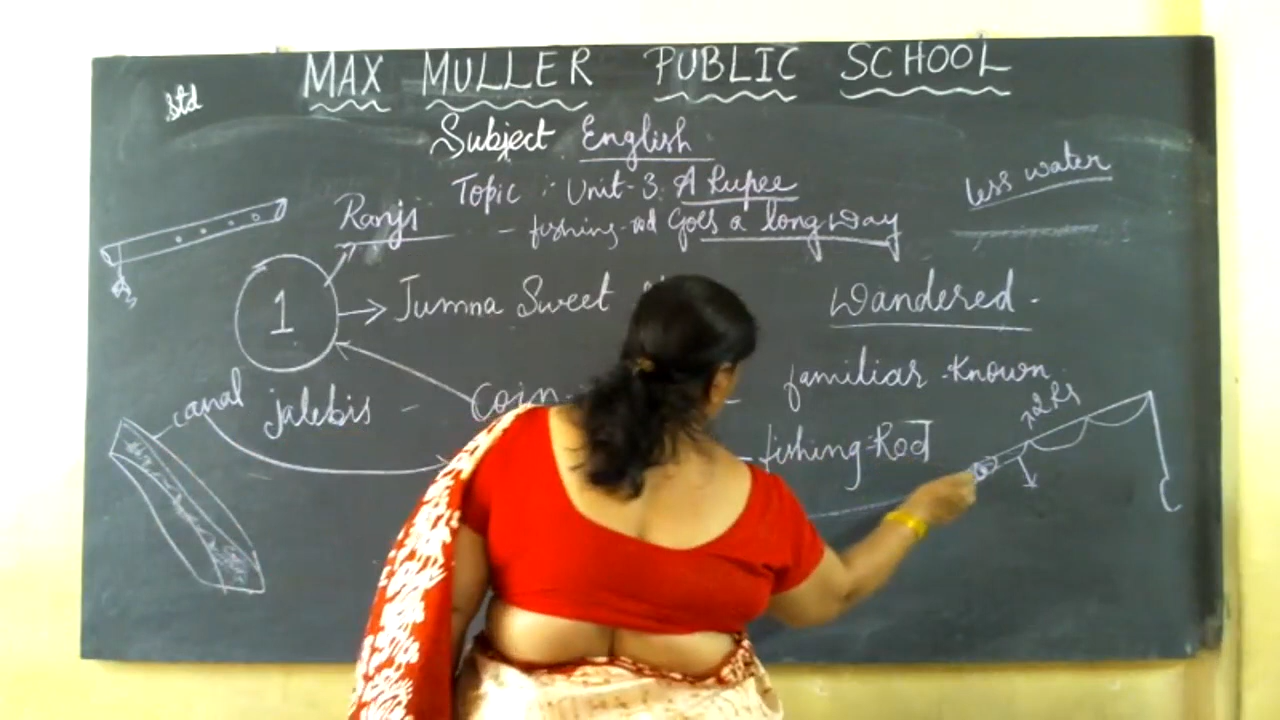 MAX MULLER PUBLIC SCHOOL
Std
Subject English
Topic :- Unit-3 A Rupee
less water
Ranji
- fishing-rod Goes a long Way
1
Jumna Sweet
Wandered -
familiar - Known
canal
jalebis - Coin -
fishing-Rod